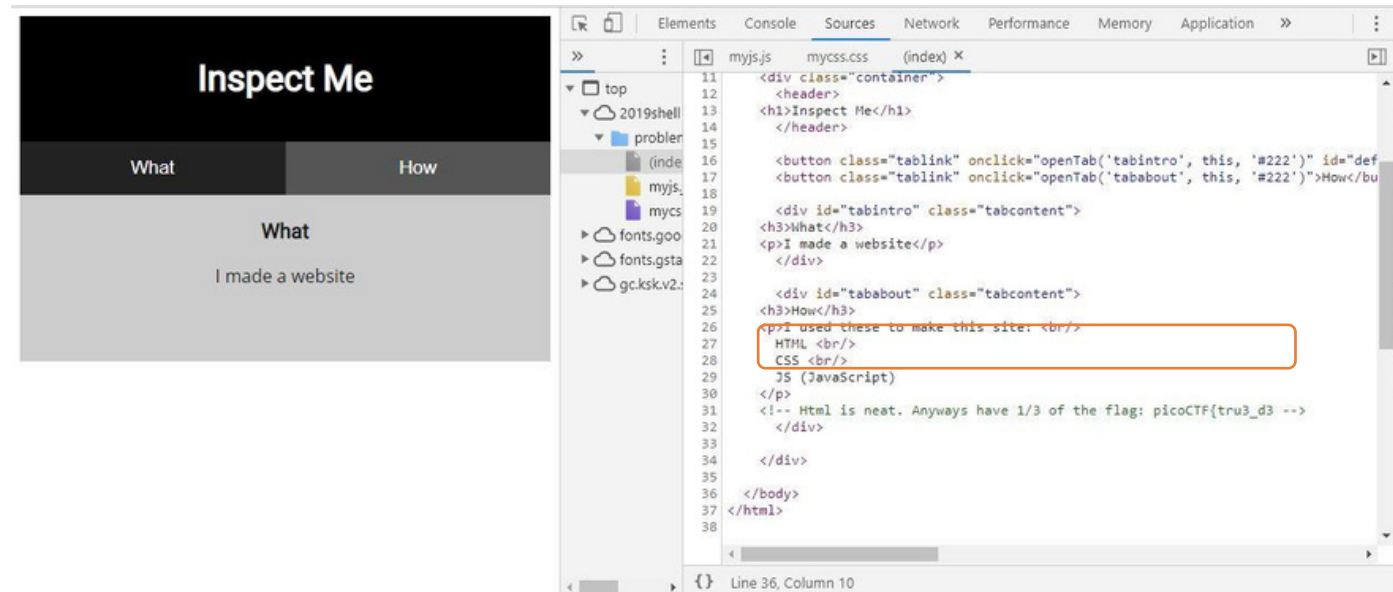 Inspect Me
What
How
What
I made a website
Elements Console Sources Network Performance Memory Application »
» myjs.js mycss.css (index) ×
top
2019shell
problem
(inde
myjs.
mycs
fonts.goo
fonts.gsta
gc.ksk.v2.
11 <div class="container">
12 <header>
13 <h1>Inspect Me</h1>
14 </header>
15
16 <button class="tablink" onclick="openTab('tabintro', this, '#222')" id="def
17 <button class="tablink" onclick="openTab('tababout', this, '#222')">How</bu
18
19 <div id="tabintro" class="tabcontent">
20 <h3>What</h3>
21 <p>I made a website</p>
22 </div>
23
24 <div id="tababout" class="tabcontent">
25 <h3>How</h3>
26 <p>I used these to make this site: <br/>
27 HTML <br/>
28 CSS <br/>
29 JS (JavaScript)
30 </p>
31 <!-- Html is neat. Anyways have 1/3 of the flag: picoCTF{tru3_d3 -->
32 </div>
33
34 </div>
35
36 </body>
37 </html>
38
{} Line 36, Column 10